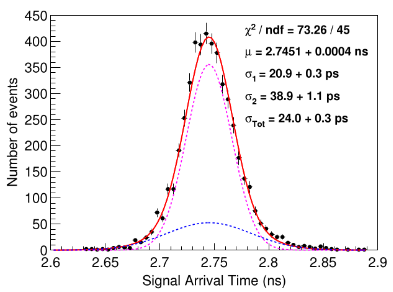 450
400
350
300
250
200
150
100
50
0
Number of events
χ² / ndf = 73.26 / 45
μ = 2.7451 + 0.0004 ns
σ₁ = 20.9 + 0.3 ps
σ₂ = 38.9 + 1.1 ps
σTot = 24.0 + 0.3 ps
2.6 2.65 2.7 2.75 2.8 2.85 2.9
Signal Arrival Time (ns)